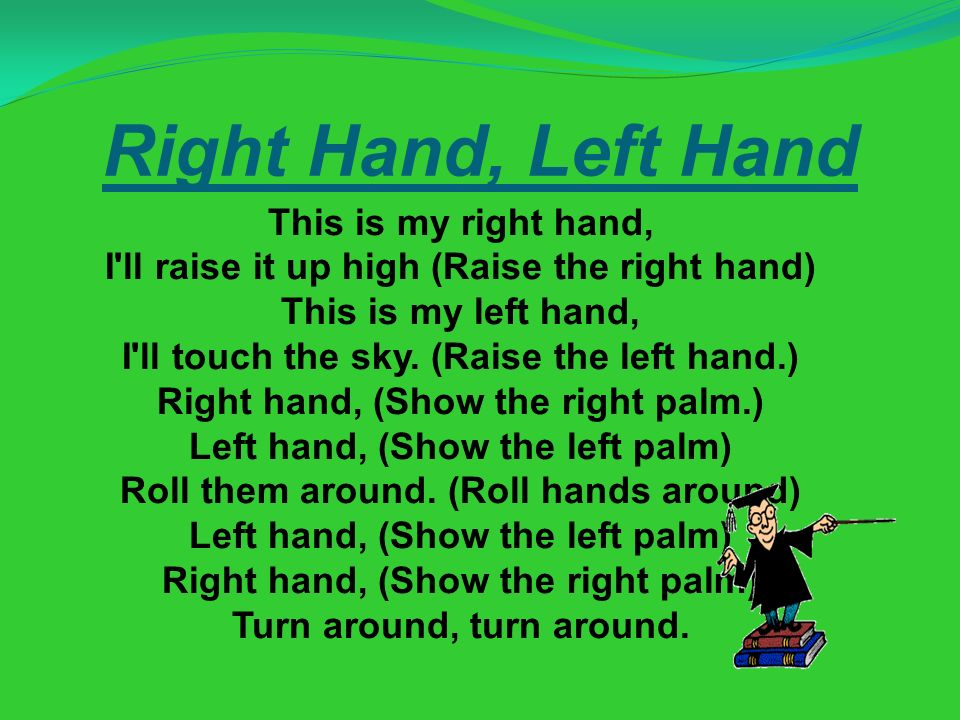 Right Hand, Left Hand
This is my right hand,
I'll raise it up high (Raise the right hand)
This is my left hand,
I'll touch the sky. (Raise the left hand.)
Right hand, (Show the right palm.)
Left hand, (Show the left palm)
Roll them around. (Roll hands around)
Left hand, (Show the left palm)
Right hand, (Show the right palm.
Turn around, turn around.